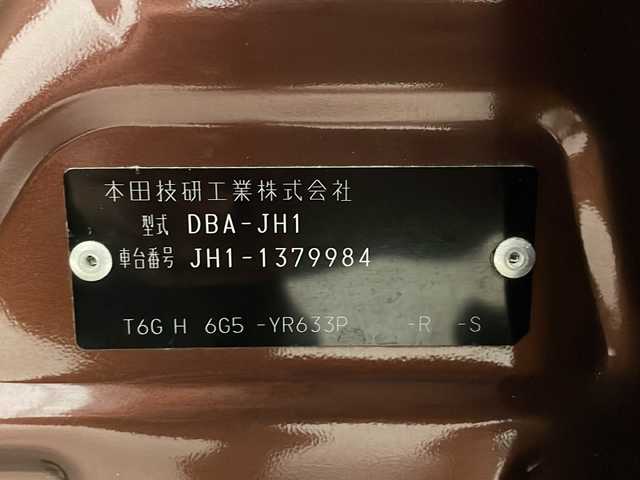 本田技研工業株式会社
型式 DBA-JH1
車台番号 JH1-1379984
T6G H 6G5 -YR633P -R -S